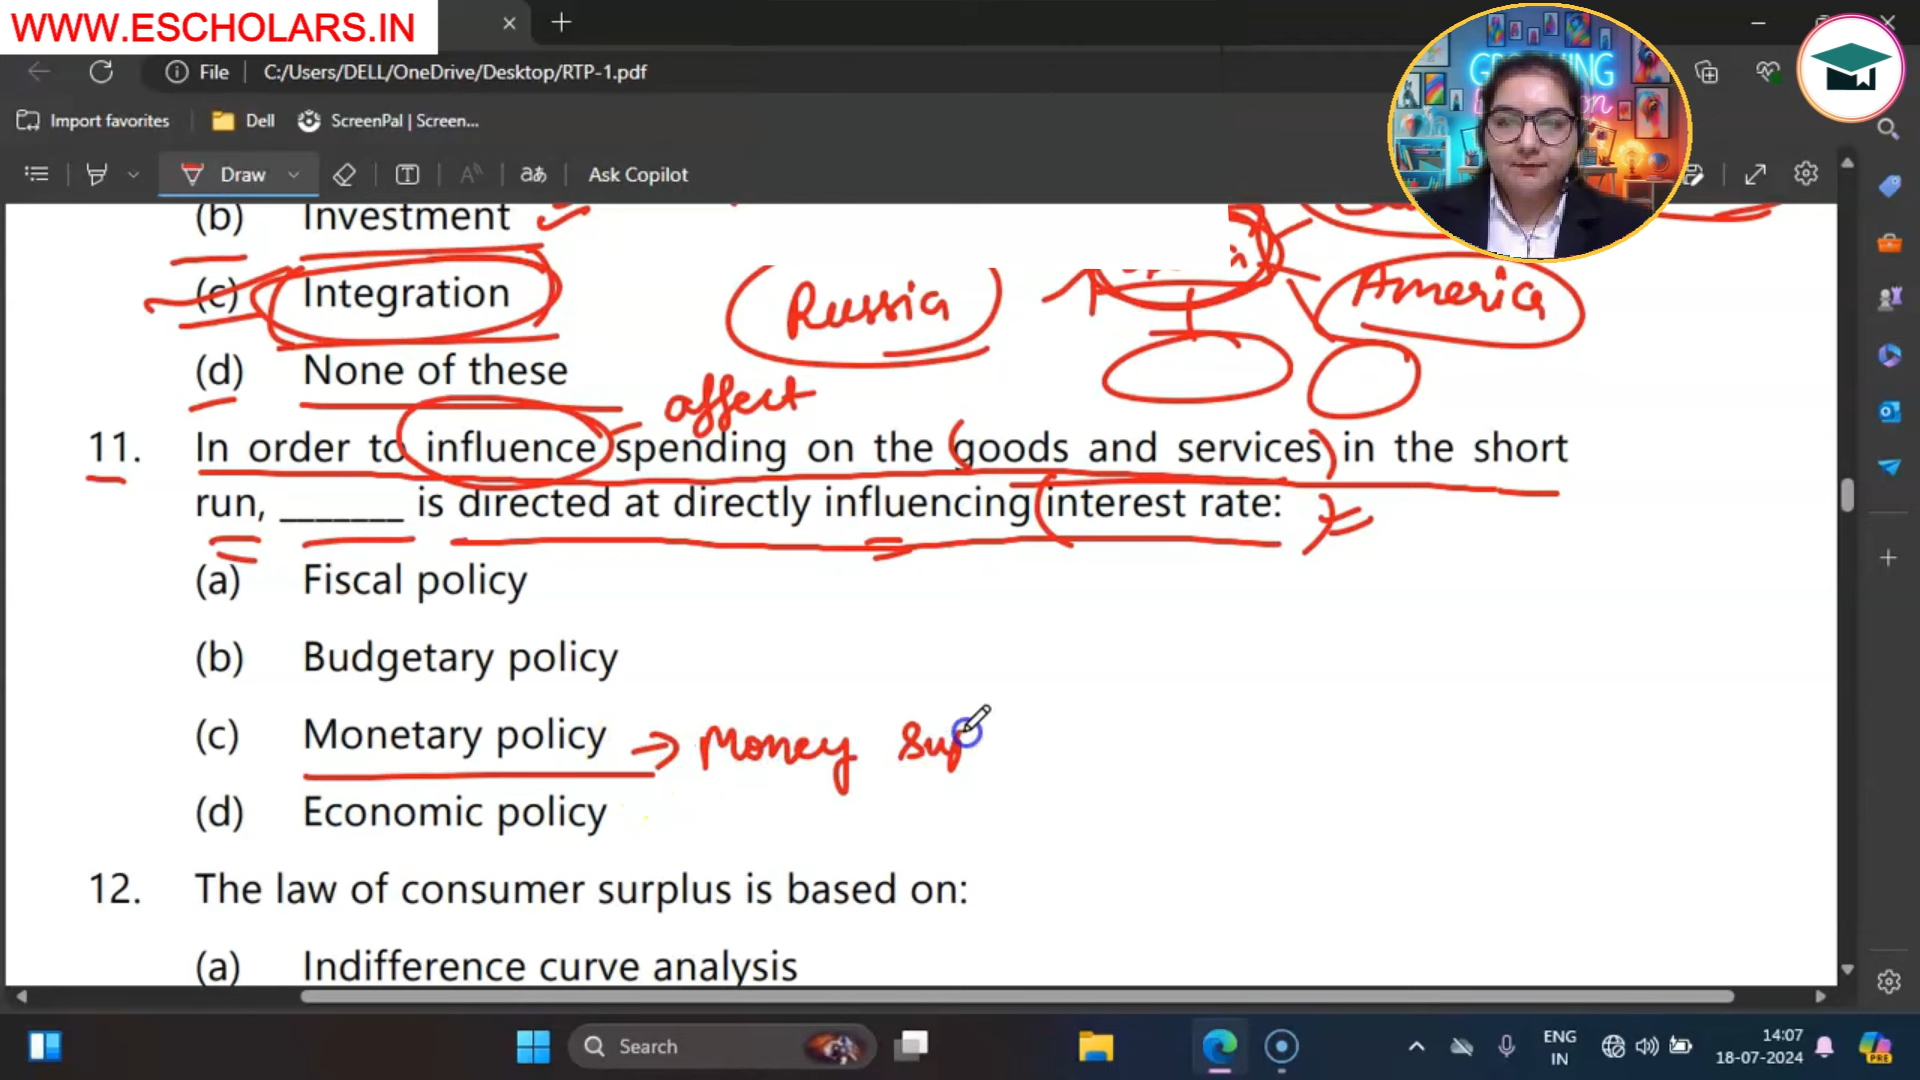 WWW.ESCHOLARS.IN
File C:/Users/DELL/OneDrive/Desktop/RTP-1.pdf
Import favorites Dell ScreenPal | Screen...
Draw Ask Copilot
(b) Investment
(c) Integration
Russia America
(d) None of these
affect
11. In order to influence spending on the goods and services in the short
run, _______ is directed at directly influencing interest rate:
(a) Fiscal policy
(b) Budgetary policy
(c) Monetary policy → Money Sup
(d) Economic policy
12. The law of consumer surplus is based on:
(a) Indifference curve analysis
Search
ENG
IN
14:07
18-07-2024